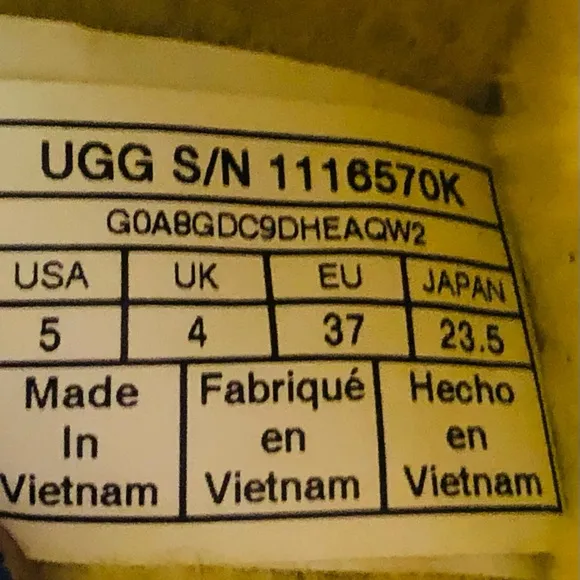 UGG S/N 1116570K
G0A8GDC9DHEAQW2
USA UK EU JAPAN
5 4 37 23.5
Made In Vietnam
Fabriqué en Vietnam
Hecho en Vietnam